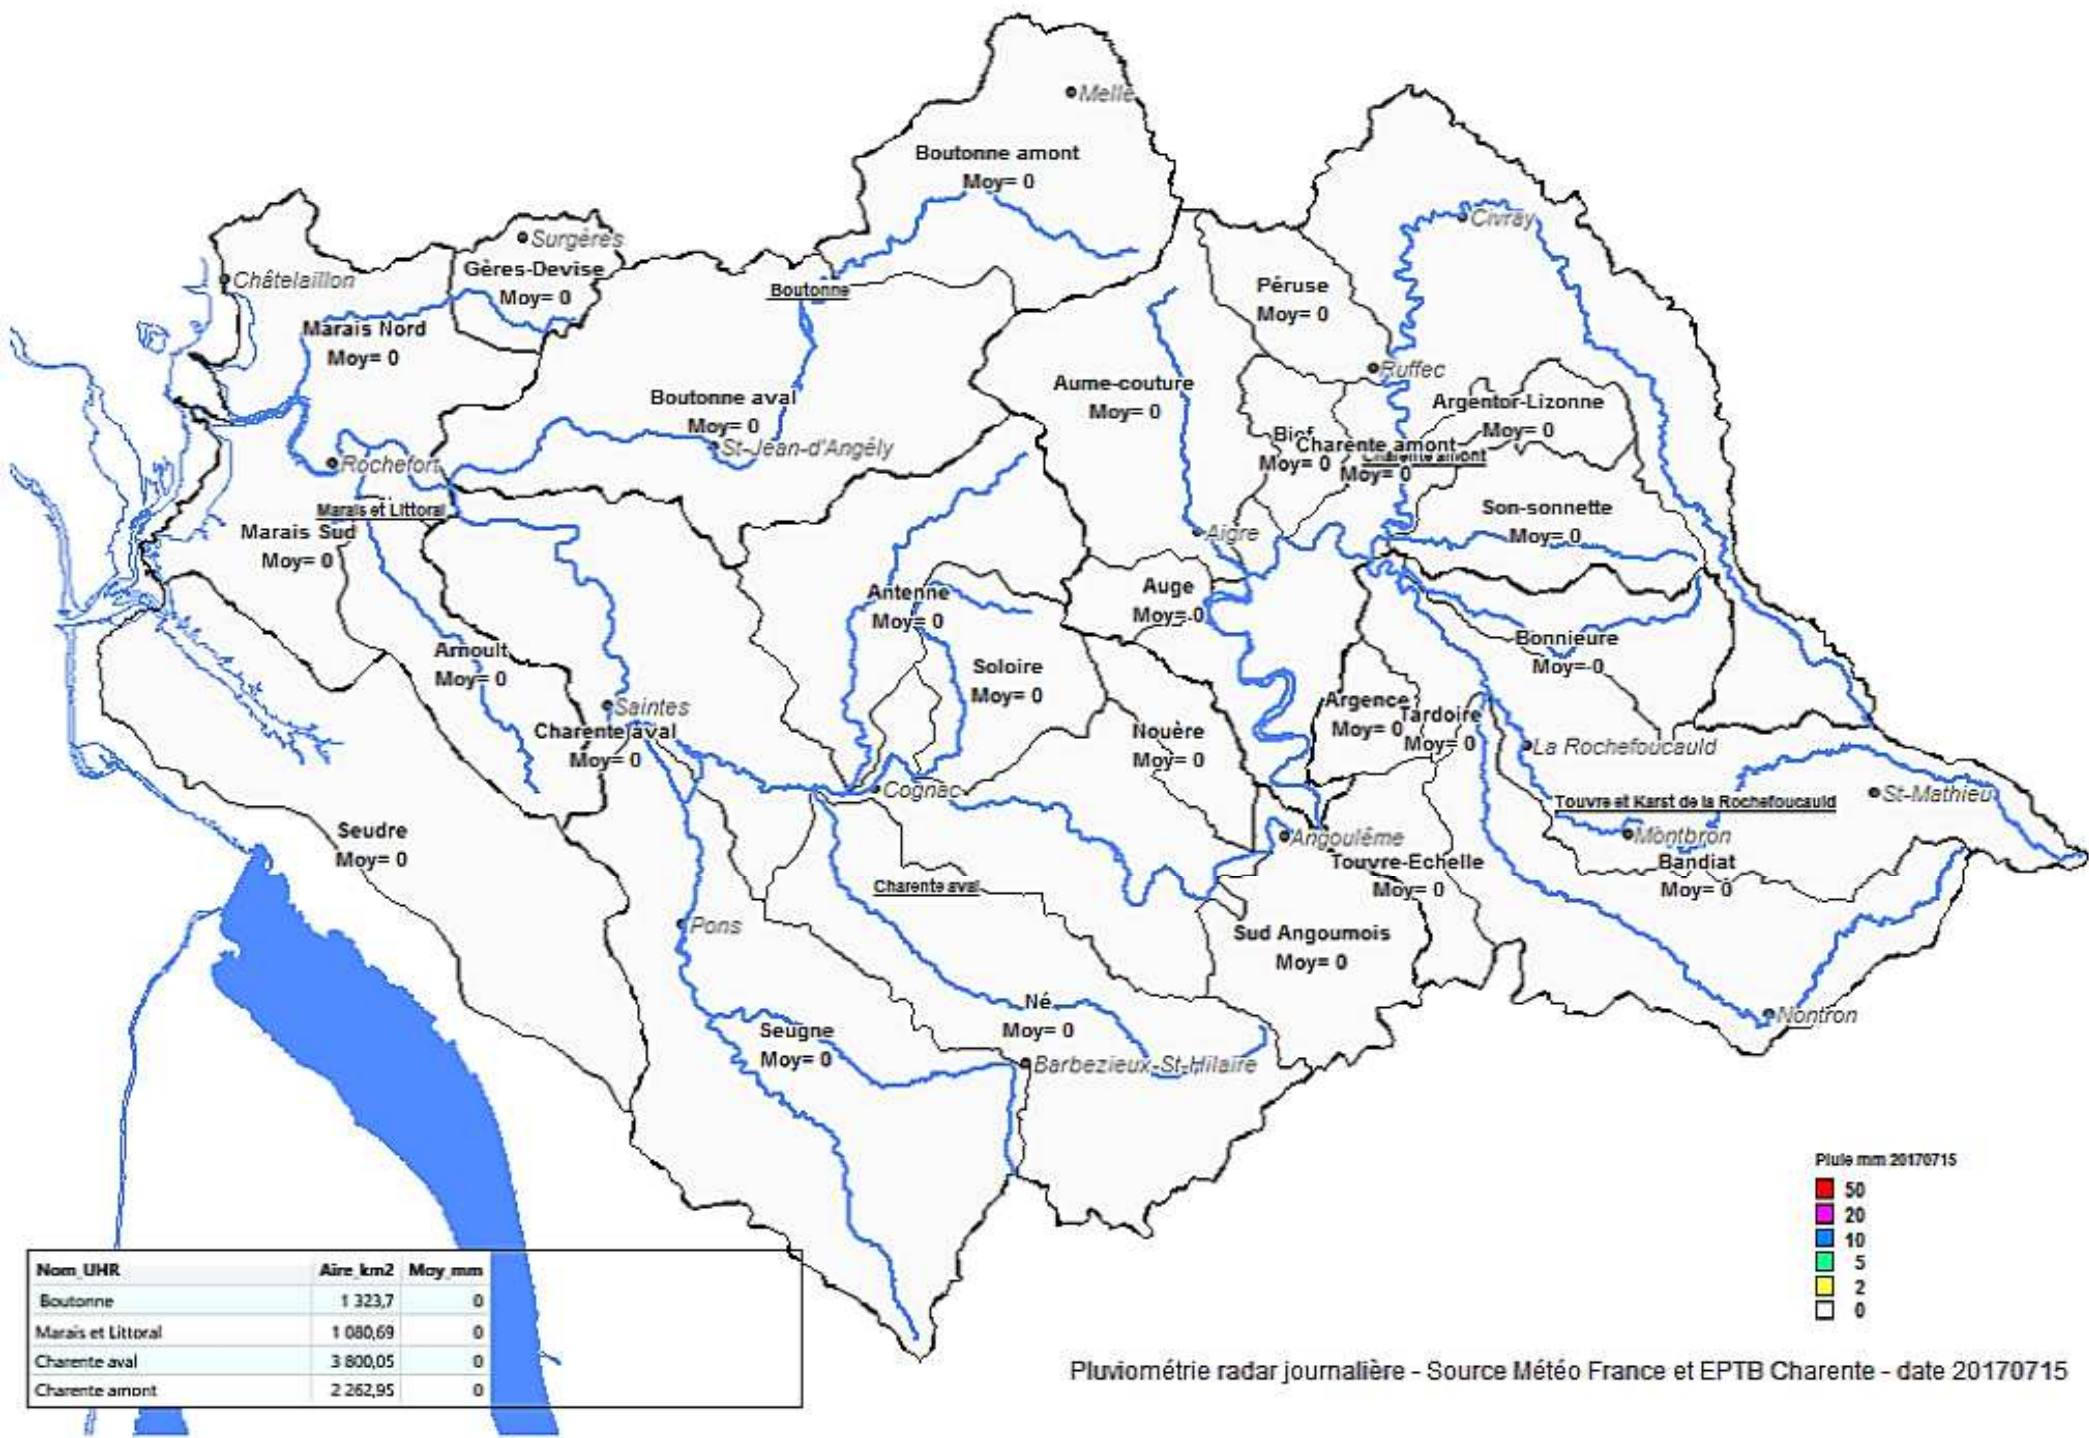 Melle
Boutonne amont
Moy= 0
Civray
Surgères
Gères-Devise
Moy= 0
Châtelaillon
Boutonne
Péruse
Moy= 0
Marais Nord
Moy= 0
Ruffec
Aume-couture
Moy= 0
Boutonne aval
Moy= 0
Argentor-Lizonne
Moy= 0
St-Jean-d'Angély
Bief
Moy= 0
Charente amont
Charente amont
Moy= 0
Rochefort
Marais et Littoral
Son-sonnette
Moy= 0
Marais Sud
Moy= 0
Aigre
Antenne
Moy= 0
Auge
Moy= 0
Bonnieure
Moy= 0
Arnoult
Moy= 0
Soloire
Moy= 0
Saintes
Charente aval
Moy= 0
Nouère
Moy= 0
Argence
Moy= 0
Tardoire
Moy= 0
La Rochefoucauld
Cognac
St-Mathieu
Touvre et Karst de la Rochefoucauld
Seudre
Moy= 0
Angoulême
Montbron
Touvre-Echelle
Moy= 0
Bandiat
Moy= 0
Charente aval
Pons
Sud Angoumois
Moy= 0
Né
Moy= 0
Seugne
Moy= 0
Nontron
Barbezieux-St-Hilaire
Pluie mm 20170715
50
20
10
5
2
0
Nom_UHR Aire_km2 Moy_mm
Boutonne 1 323,7 0
Marais et Littoral 1 080,69 0
Charente aval 3 800,05 0
Charente amont 2 262,95 0
Pluviométrie radar journalière - Source Météo France et EPTB Charente - date 20170715